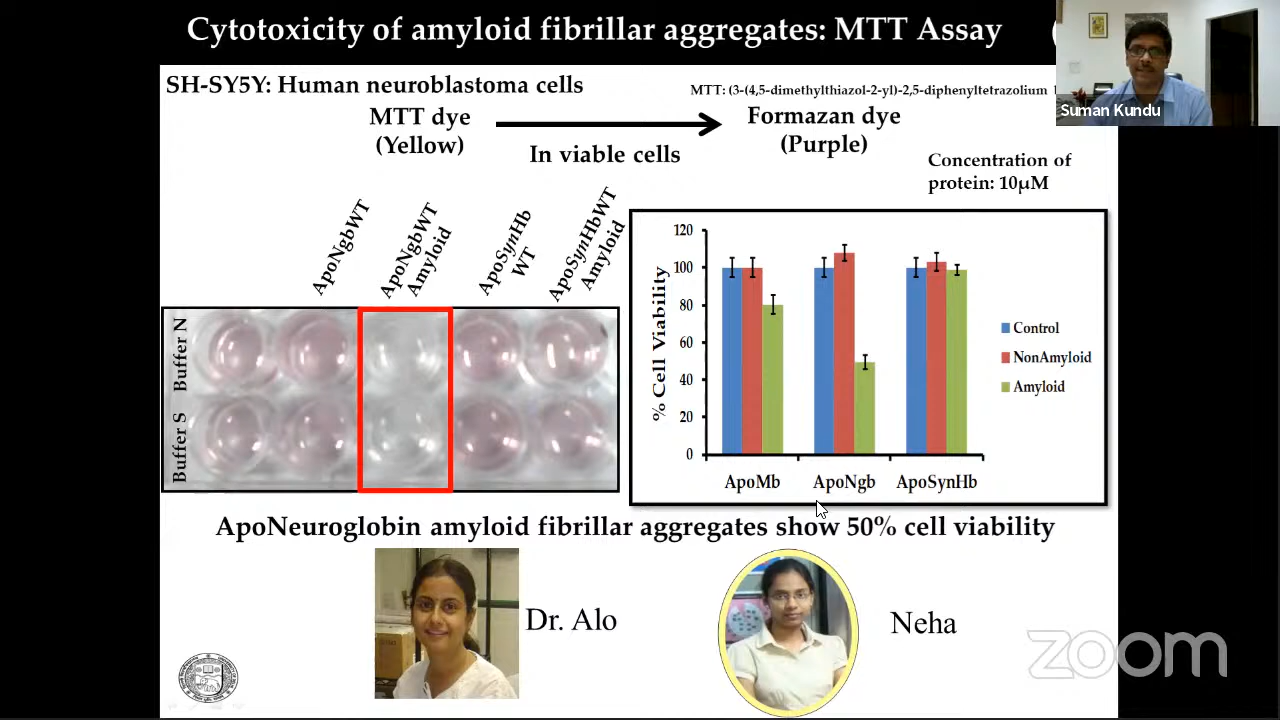 Cytotoxicity of amyloid fibrillar aggregates: MTT Assay
Suman Kundu
SH-SY5Y: Human neuroblastoma cells
MTT: (3-(4,5-dimethylthiazol-2-yl)-2,5-diphenyltetrazolium
MTT dye
(Yellow)
In viable cells
Formazan dye
(Purple)
Concentration of
protein: 10µM
ApoNgbWT
ApoNgbWT
Amyloid
ApoSynHb
WT
ApoSynHbWT
Amyloid
Buffer N
Buffer S
% Cell Viability
120
100
80
60
40
20
0
ApoMb
ApoNgb
ApoSynHb
Control
NonAmyloid
Amyloid
ApoNeuroglobin amyloid fibrillar aggregates show 50% cell viability
Dr. Alo
Neha
zoom